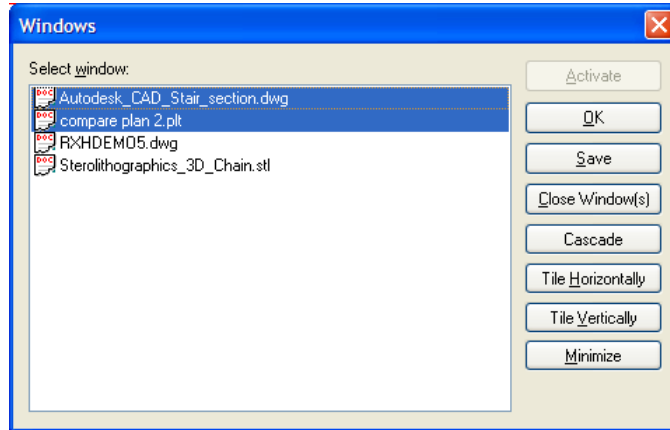 Windows
Select window:
Autodesk_CAD_Stair_section.dwg
compare plan 2.plt
RXHDEMO5.dwg
Sterolithographics_3D_Chain.stl
Activate
OK
Save
Close Window(s)
Cascade
Tile Horizontally
Tile Vertically
Minimize